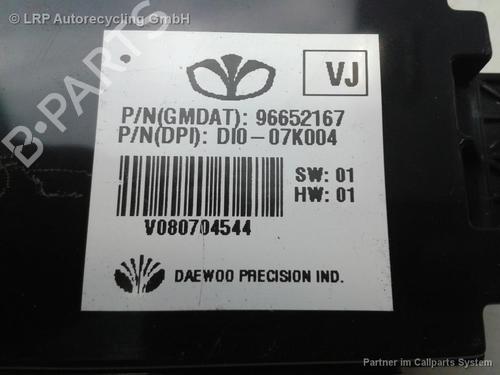 © LRP Autorecycling GmbH
VJ
P/N(GMDAT): 96652167
P/N(DPI): DI0-07K004
SW: 01
HW: 01
V080704544
DAEWOO PRECISION IND.
B-Parts
Partner im Callparts System